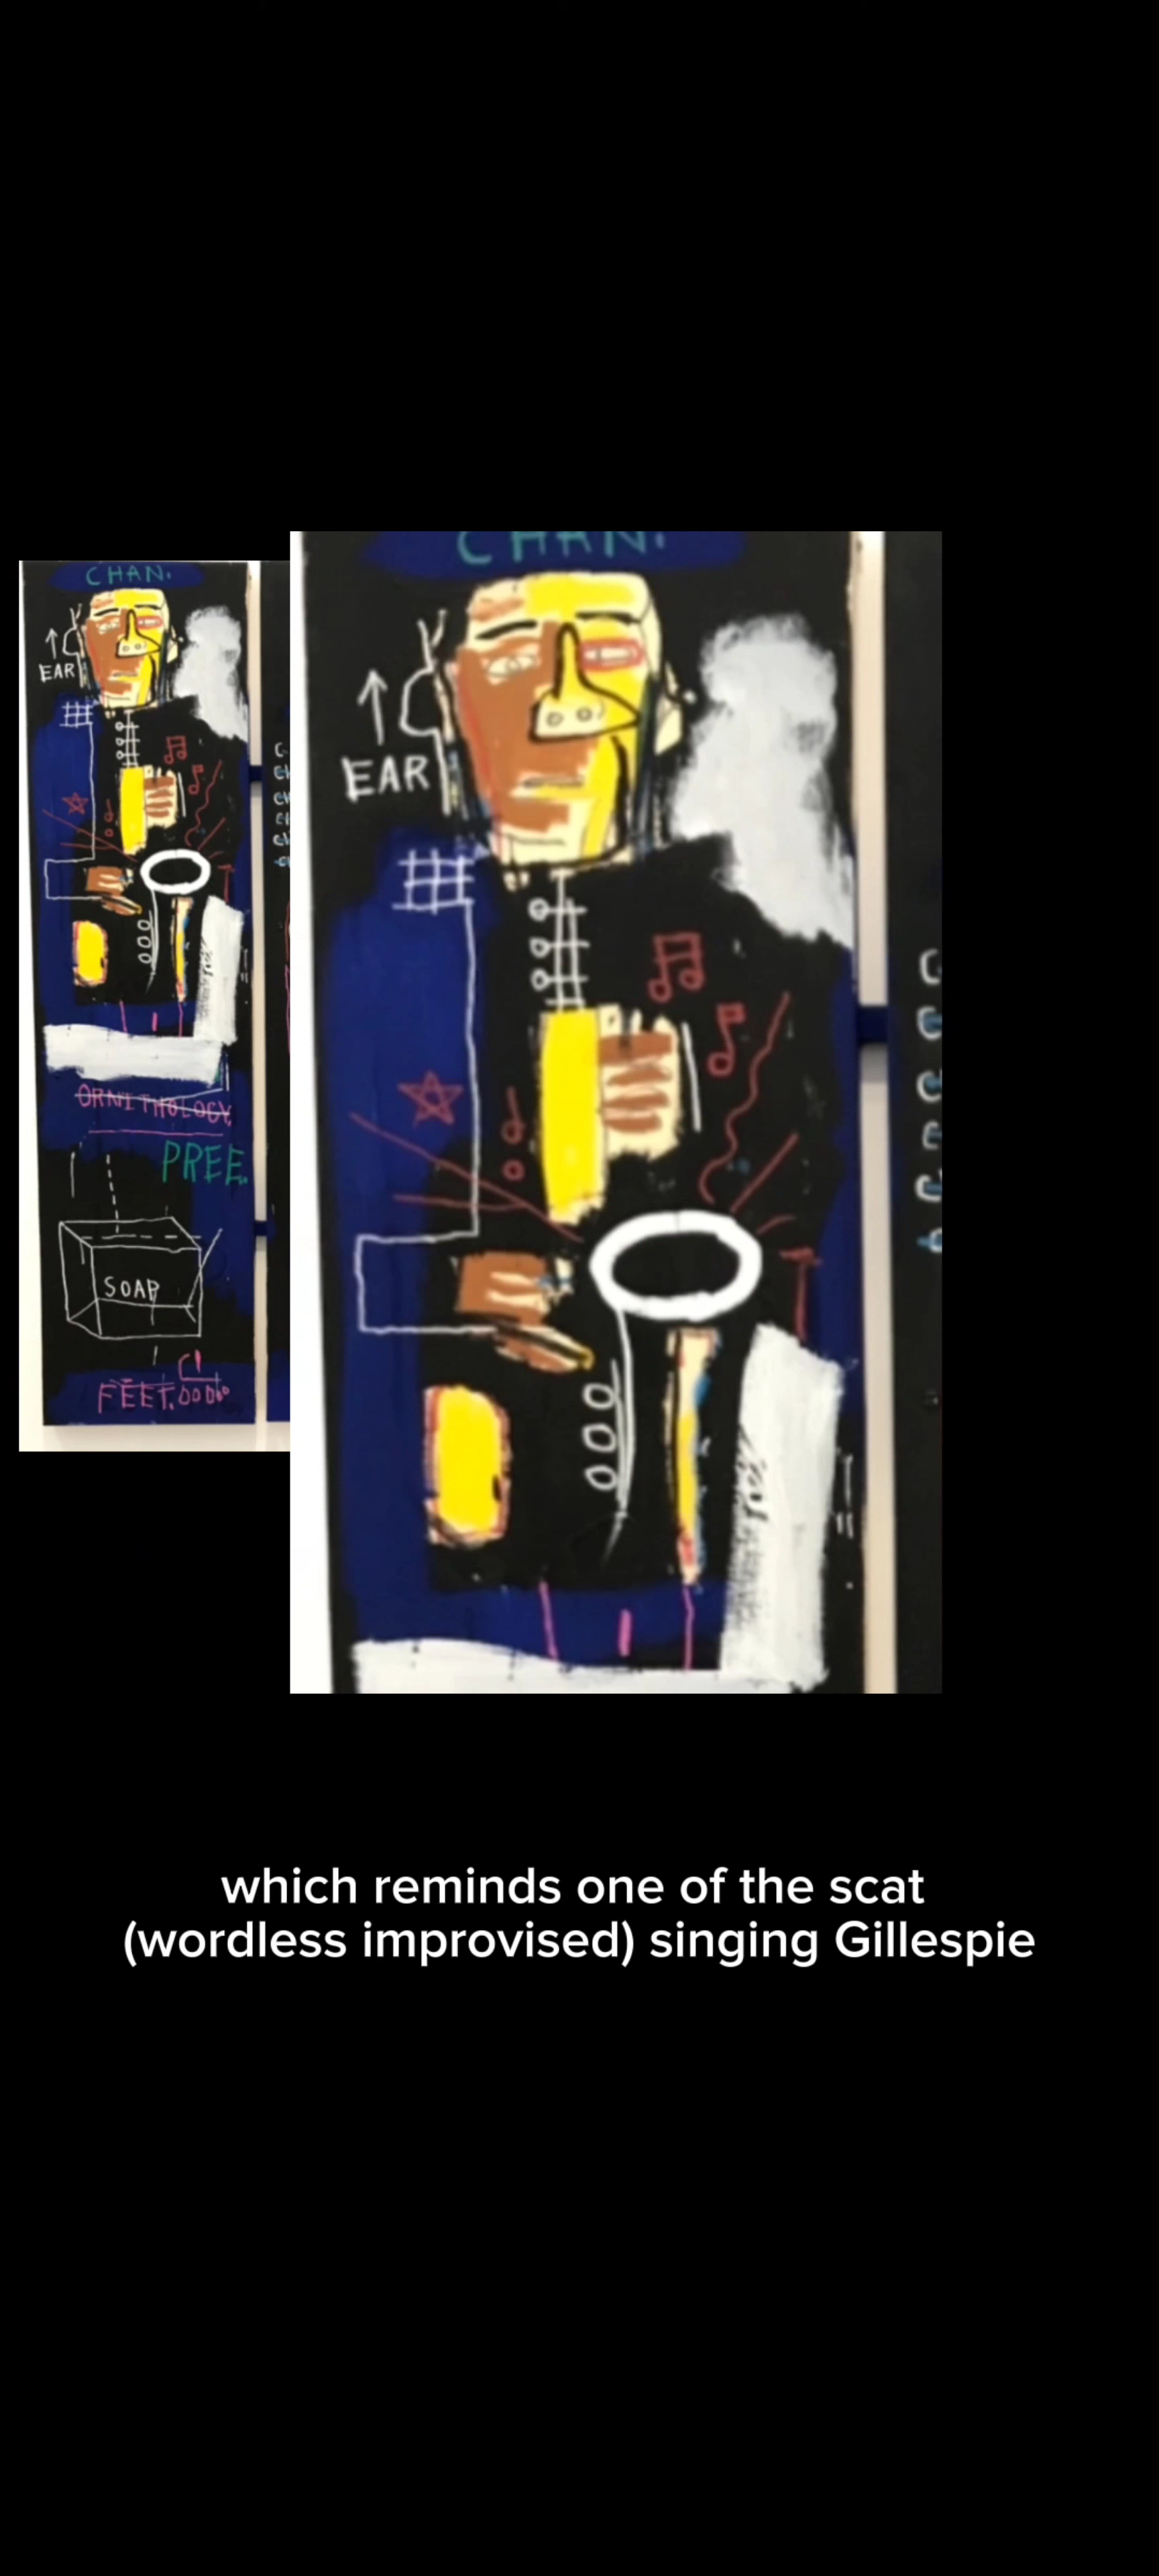 CHAN.
EAR
ORNITHOLOGY.
PREE.
SOAP
FEET.
CHAN.
EAR
which reminds one of the scat
(wordless improvised) singing Gillespie